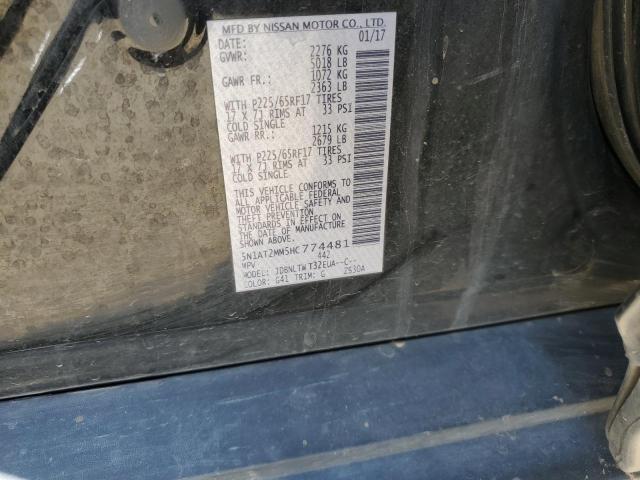 MFD BY NISSAN MOTOR CO., LTD.
DATE: 01/17
GVWR: 2276 KG
5018 LB
GAWR FR.: 1072 KG
2363 LB
WITH P225/65RF17 TIRES
17 X 7J RIMS AT 33 PSI
COLD SINGLE
GAWR RR.: 1215 KG
2679 LB
WITH P225/65RF17 TIRES
17 X 7J RIMS AT 33 PSI
COLD SINGLE
THIS VEHICLE CONFORMS TO
ALL APPLICABLE FEDERAL
MOTOR VEHICLE SAFETY AND
THEFT PREVENTION
STANDARDS IN EFFECT ON
DATE SHOWN ABOVE.
5N1AT2MM5HC774481
MPV 442
MODEL: JDBNLTW T32EUA--C--
COLOR: G41 TRIM: G 2530A